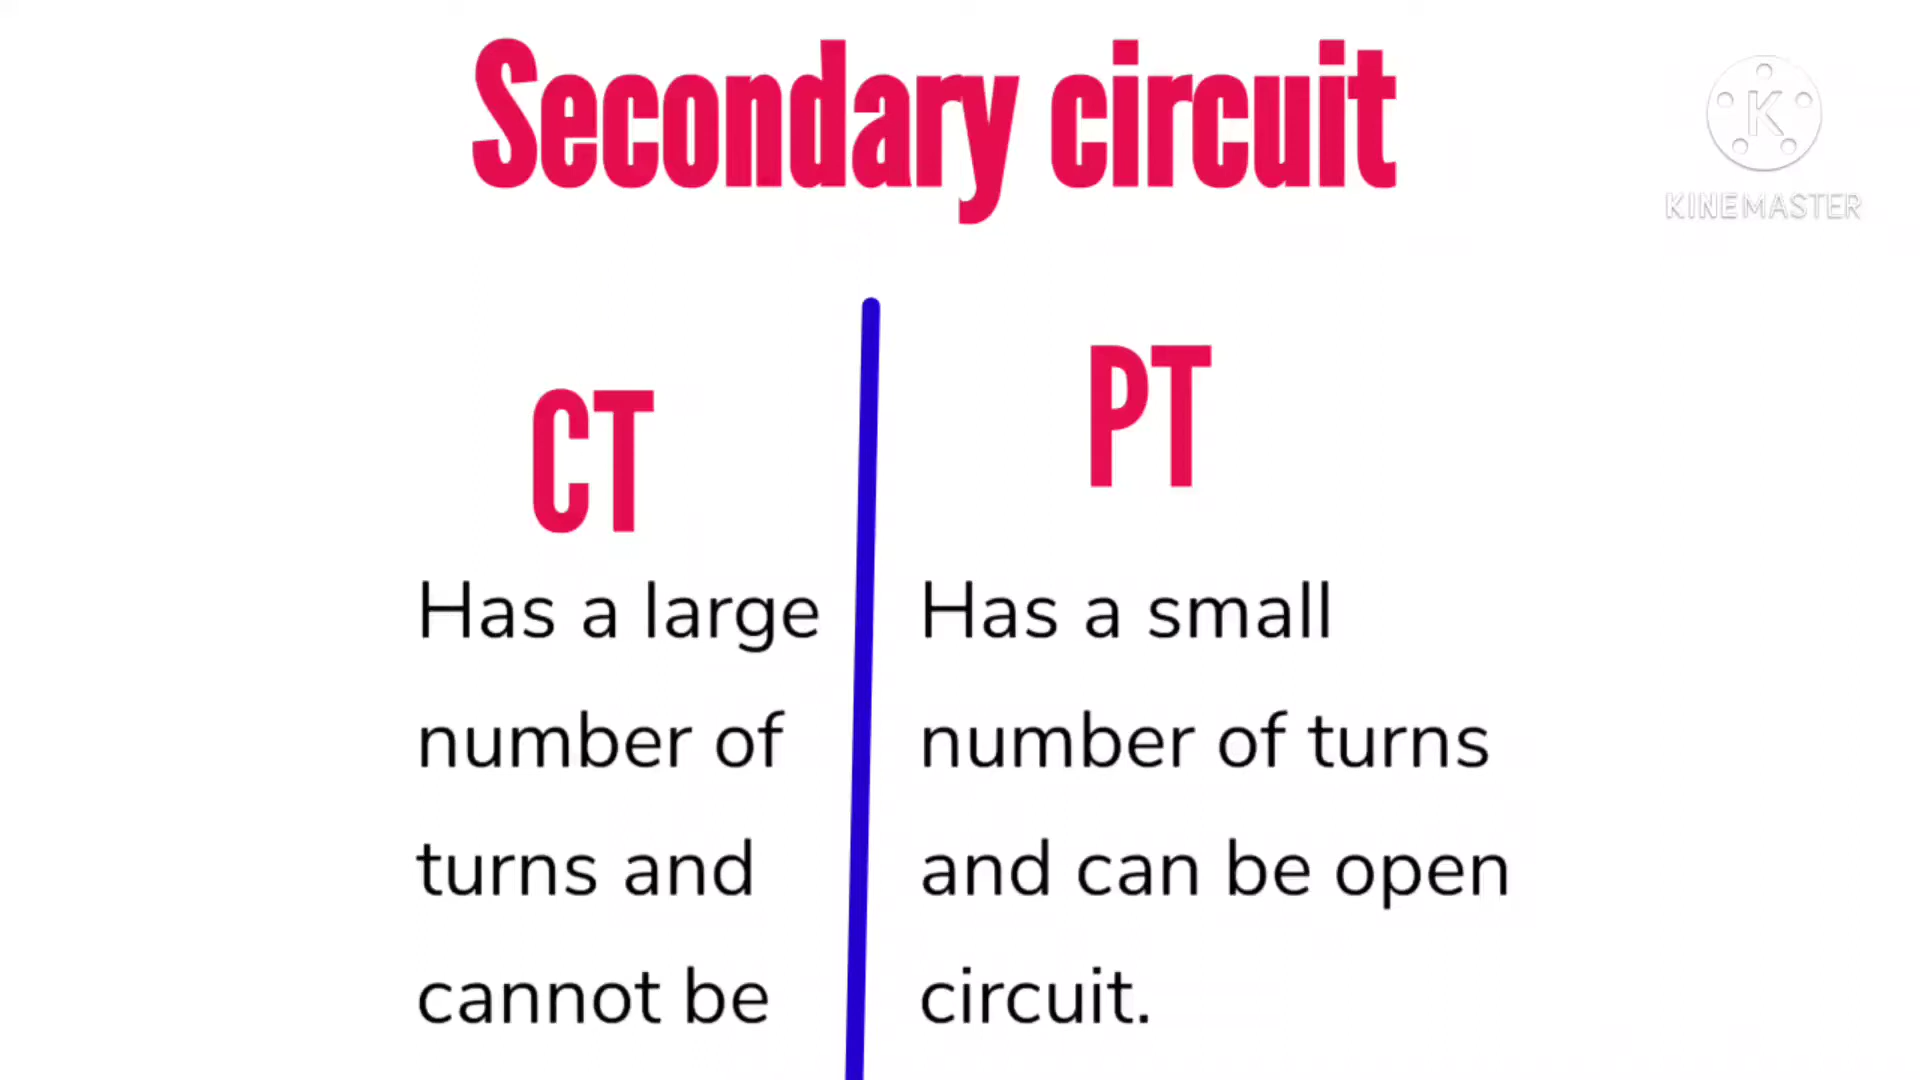 Secondary circuit
K
KINEMASTER
CT
Has a large
number of
turns and
cannot be
PT
Has a small
number of turns
and can be open
circuit.